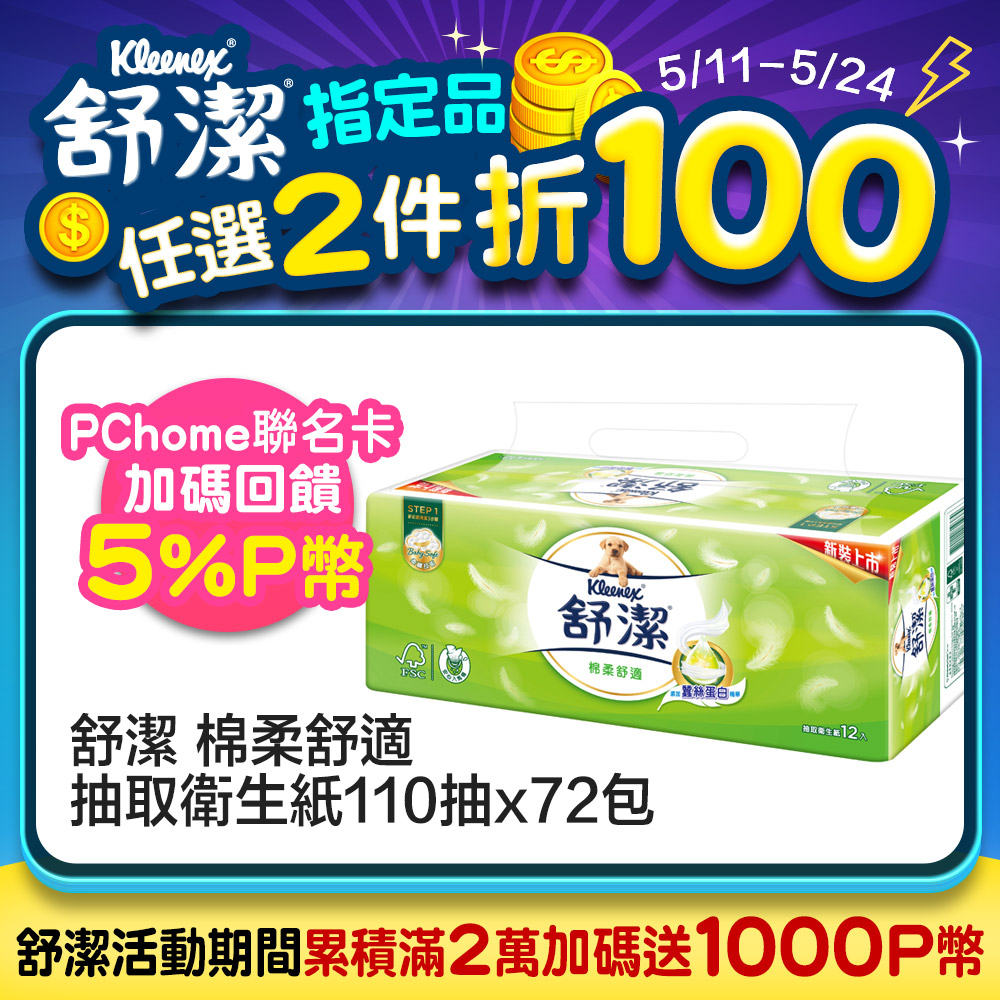 Kleenex®
舒潔®指定品
5/11-5/24
任選2件折100
PChome聯名卡
加碼回饋
5%P幣
STEP 1
Baby Soft
新裝上市
Kleenex
舒潔
棉柔舒適
蠶絲蛋白
FSC
抽取衛生紙12入
Kleenex
舒潔
舒潔 棉柔舒適
抽取衛生紙110抽x72包
舒潔活動期間累積滿2萬加碼送1000P幣